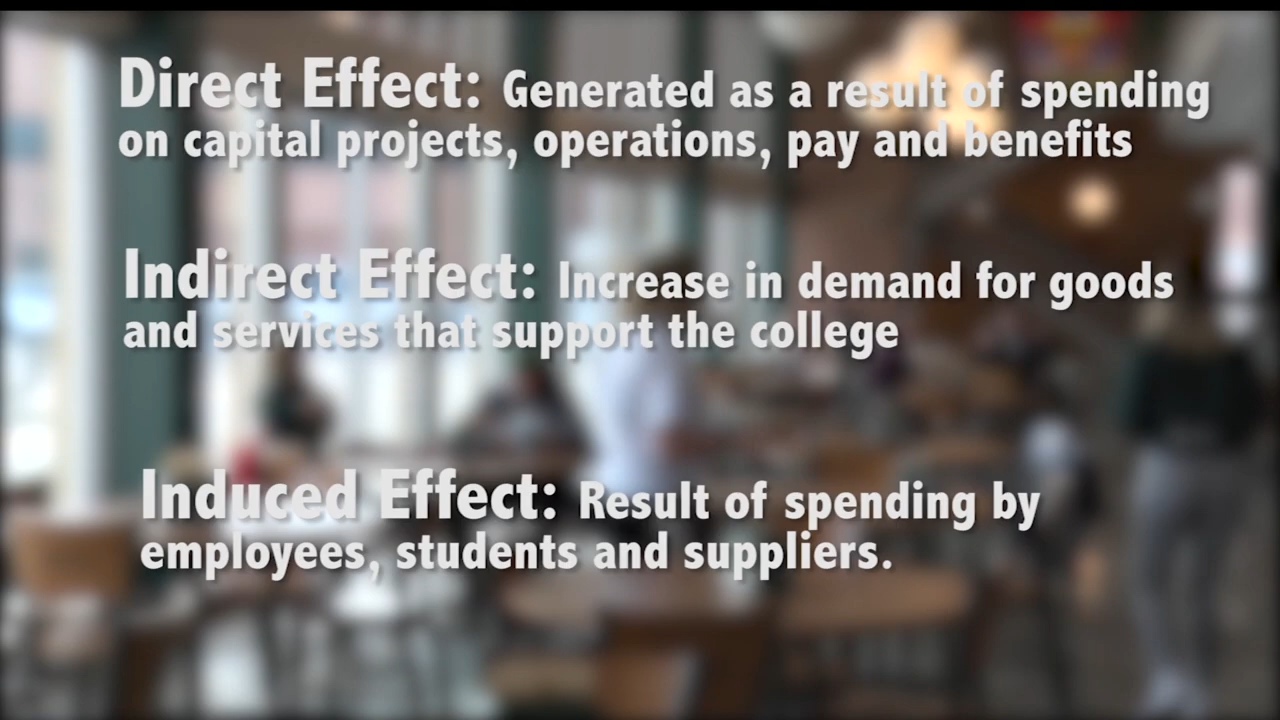 Direct Effect: Generated as a result of spending
on capital projects, operations, pay and benefits
Indirect Effect: Increase in demand for goods
and services that support the college
Induced Effect: Result of spending by
employees, students and suppliers.